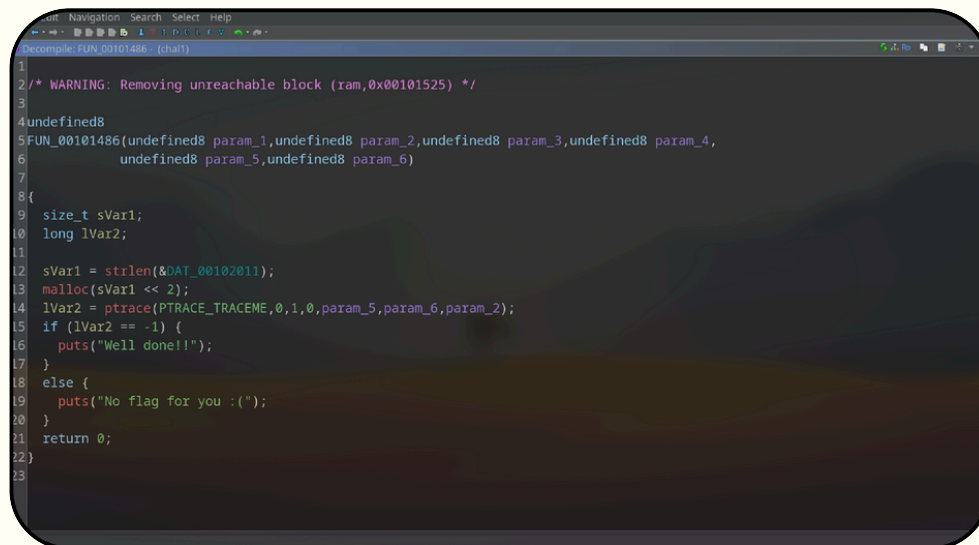 Edit Navigation Search Select Help
Decompile: FUN_00101486 - (chal1)
1
2 /* WARNING: Removing unreachable block (ram,0x00101525) */
3
4 undefined8
5 FUN_00101486(undefined8 param_1,undefined8 param_2,undefined8 param_3,undefined8 param_4,
6 undefined8 param_5,undefined8 param_6)
7
8 {
9 size_t sVar1;
10 long lVar2;
11
12 sVar1 = strlen(&DAT_00102011);
13 malloc(sVar1 << 2);
14 lVar2 = ptrace(PTRACE_TRACEME,0,1,0,param_5,param_6,param_2);
15 if (lVar2 == -1) {
16 puts("Well done!!");
17 }
18 else {
19 puts("No flag for you :(");
20 }
21 return 0;
22 }
23